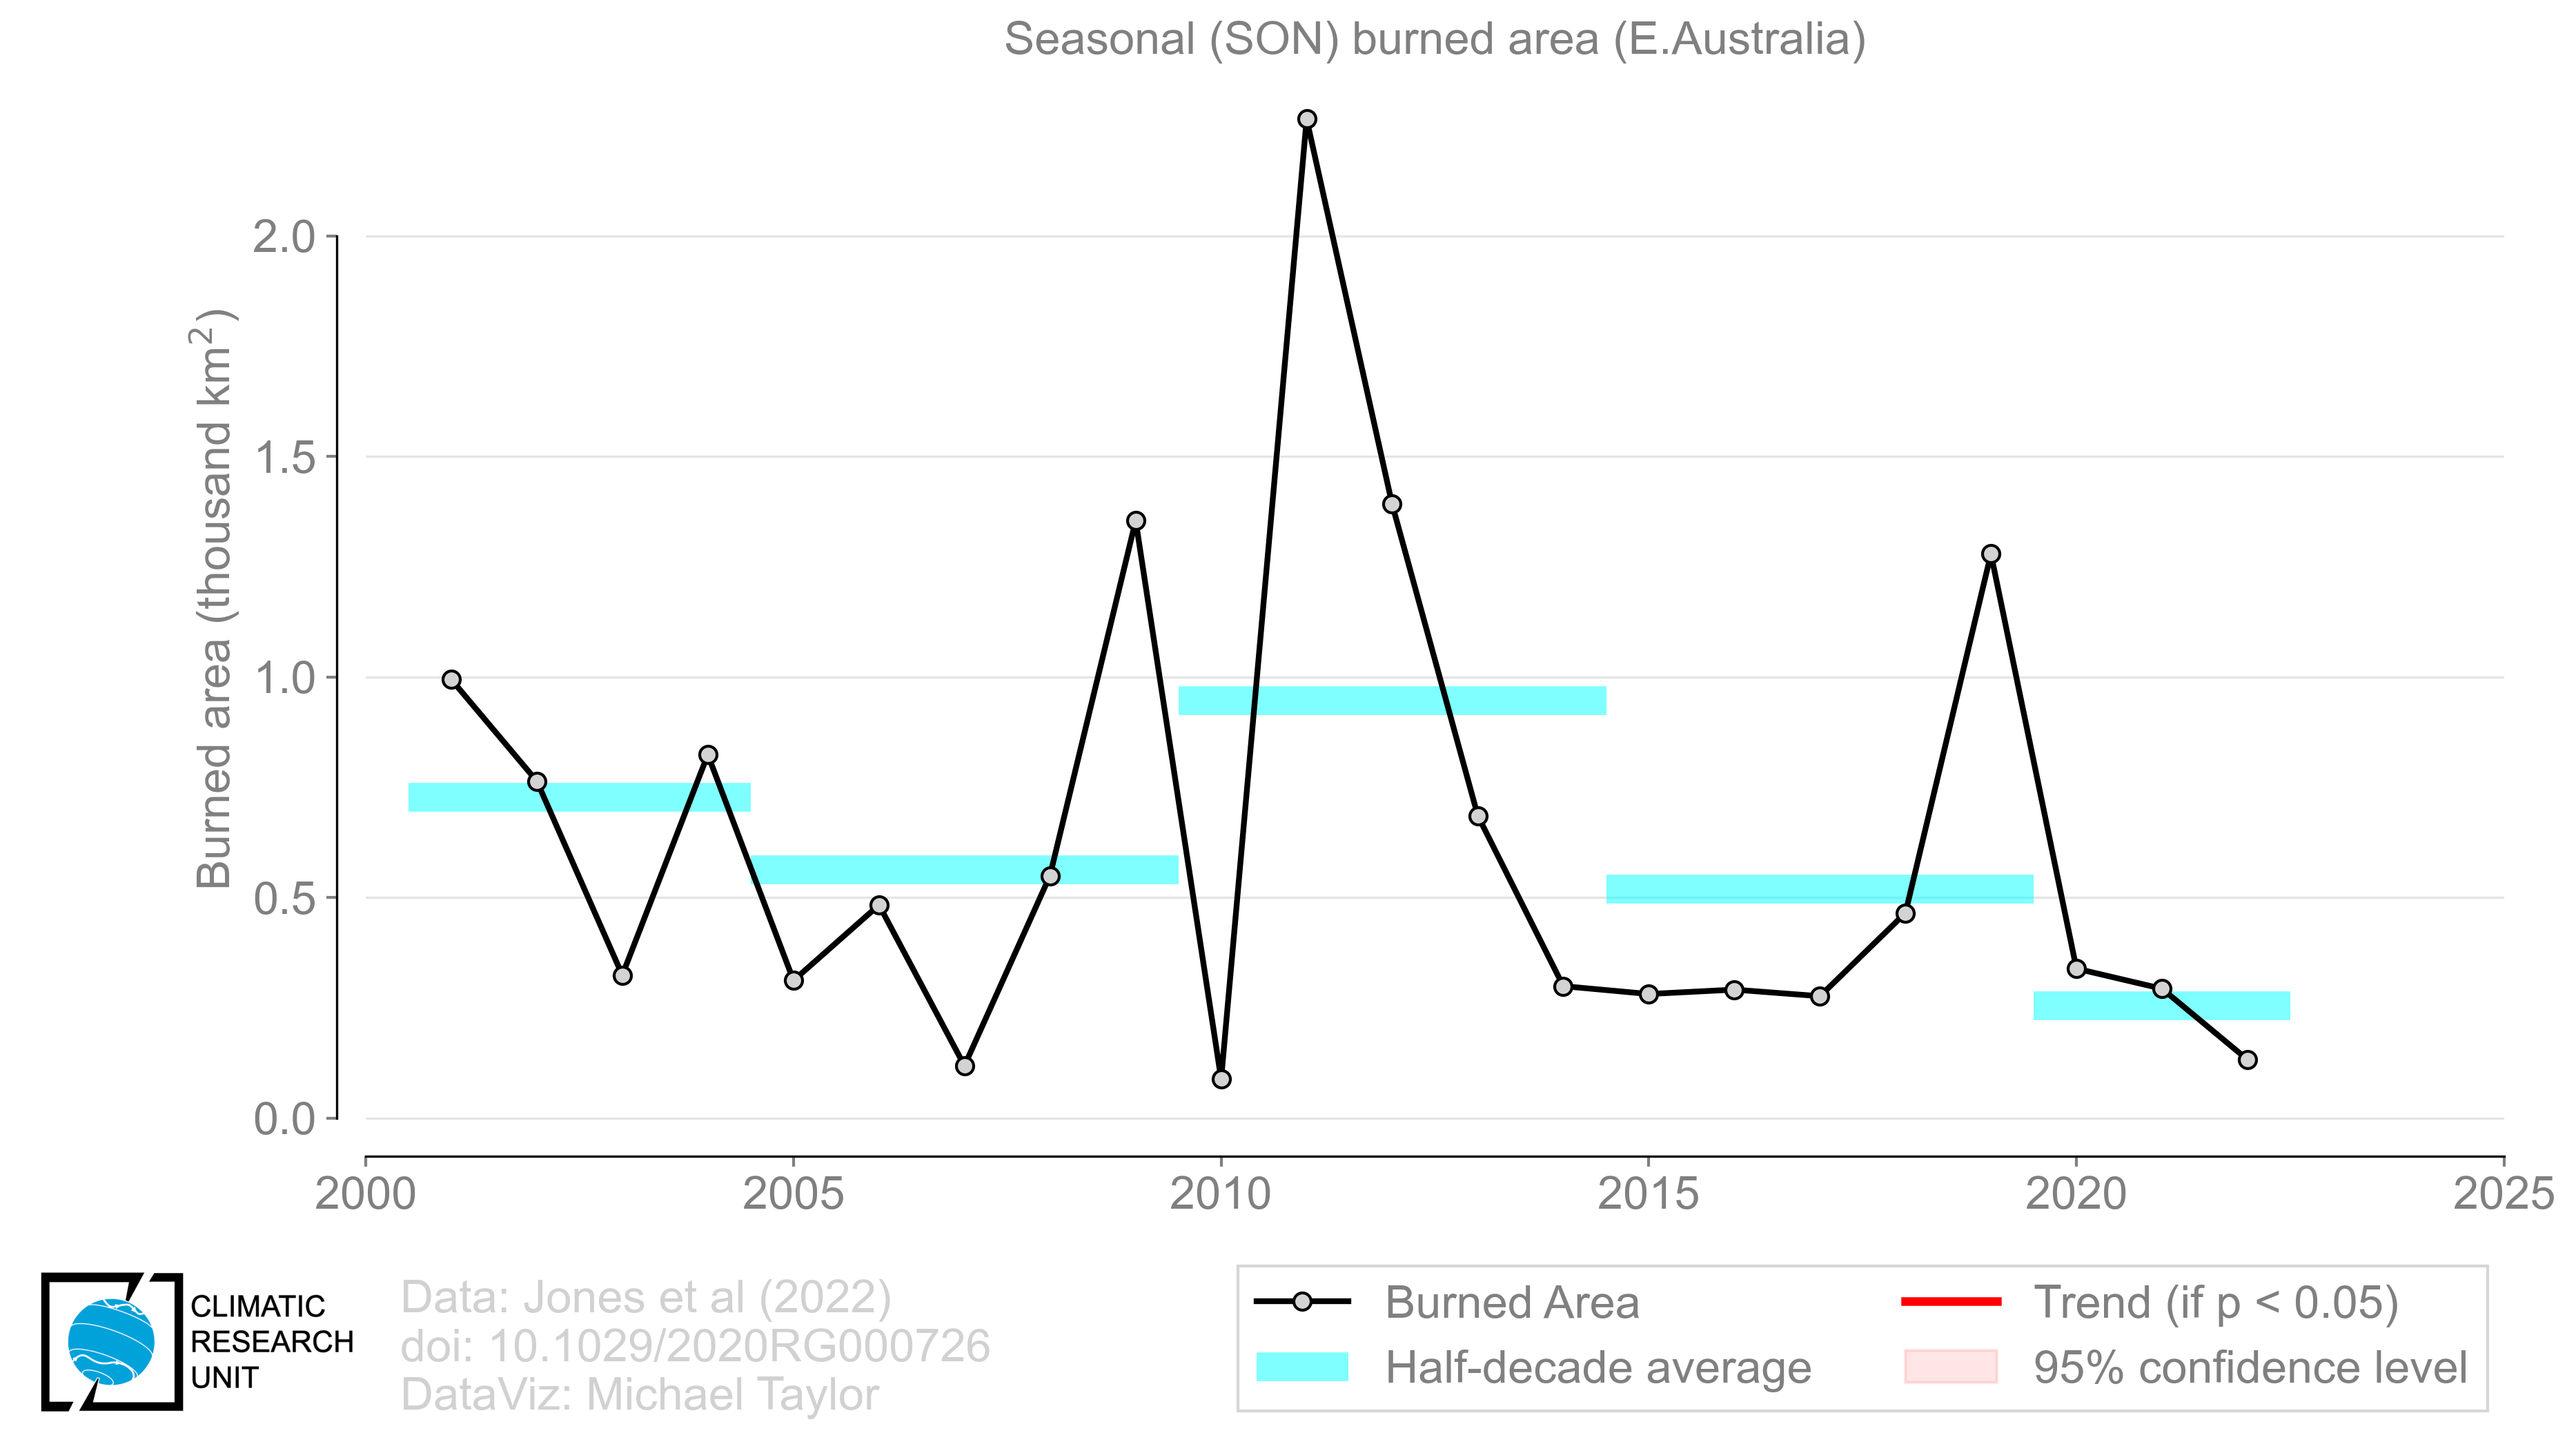 Seasonal (SON) burned area (E.Australia)
Burned area (thousand km²)
2.0
1.5
1.0
0.5
0.0
2000 2005 2010 2015 2020 2025
CLIMATIC
RESEARCH
UNIT
Data: Jones et al (2022)
doi: 10.1029/2020RG000726
DataViz: Michael Taylor
Burned Area
Half-decade average
Trend (if p < 0.05)
95% confidence level